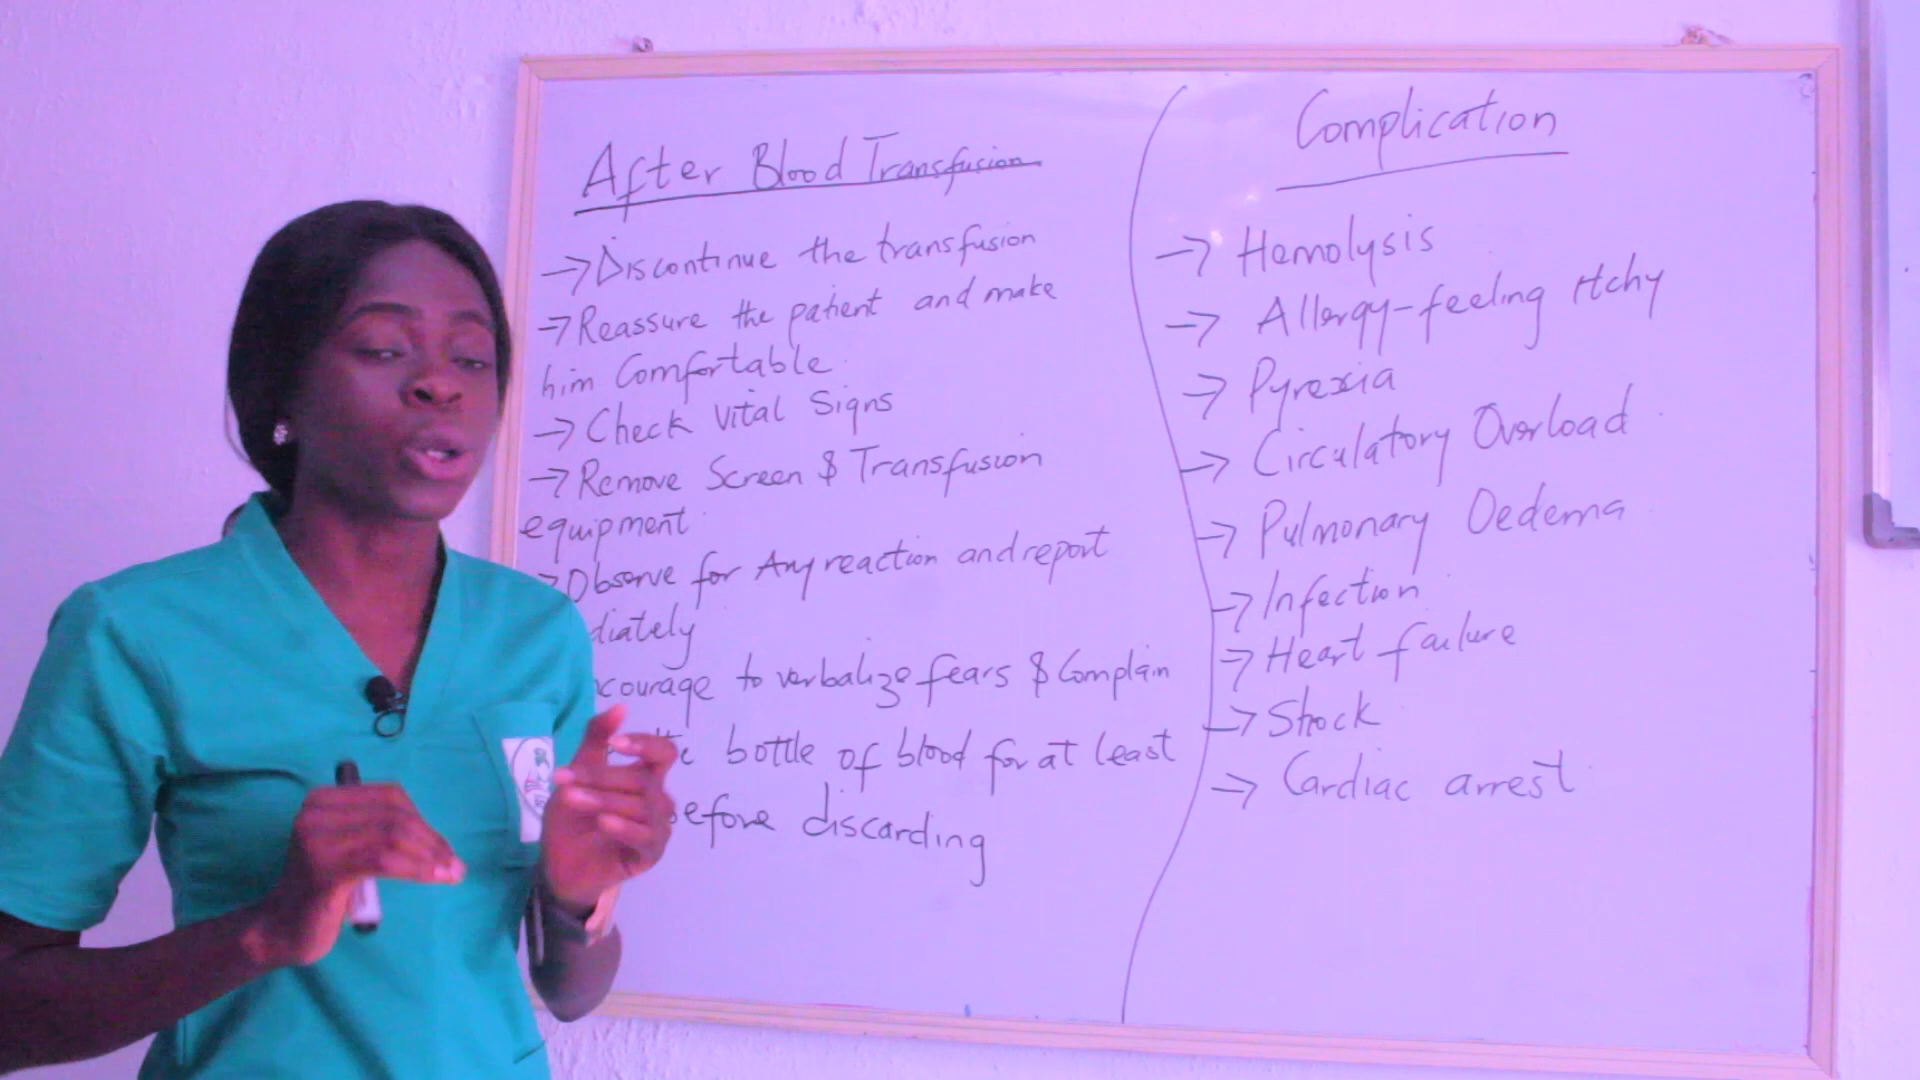 After Blood Transfusion
→ Discontinue the transfusion
→ Reassure the patient and make
him Comfortable.
→ Check Vital Signs
→ Remove Screen & Transfusion
equipment.
→ Observe for Any reaction and report
diately
courage to verbalize fears & Complain
bottle of blood for at least
before discarding
Complication
→ Hemolysis
→ Allergy-feeling itchy
→ Pyrexia
→ Circulatory Overload
→ Pulmonary Oedema
→ Infection
→ Heart failure
→ Shock
→ Cardiac arrest